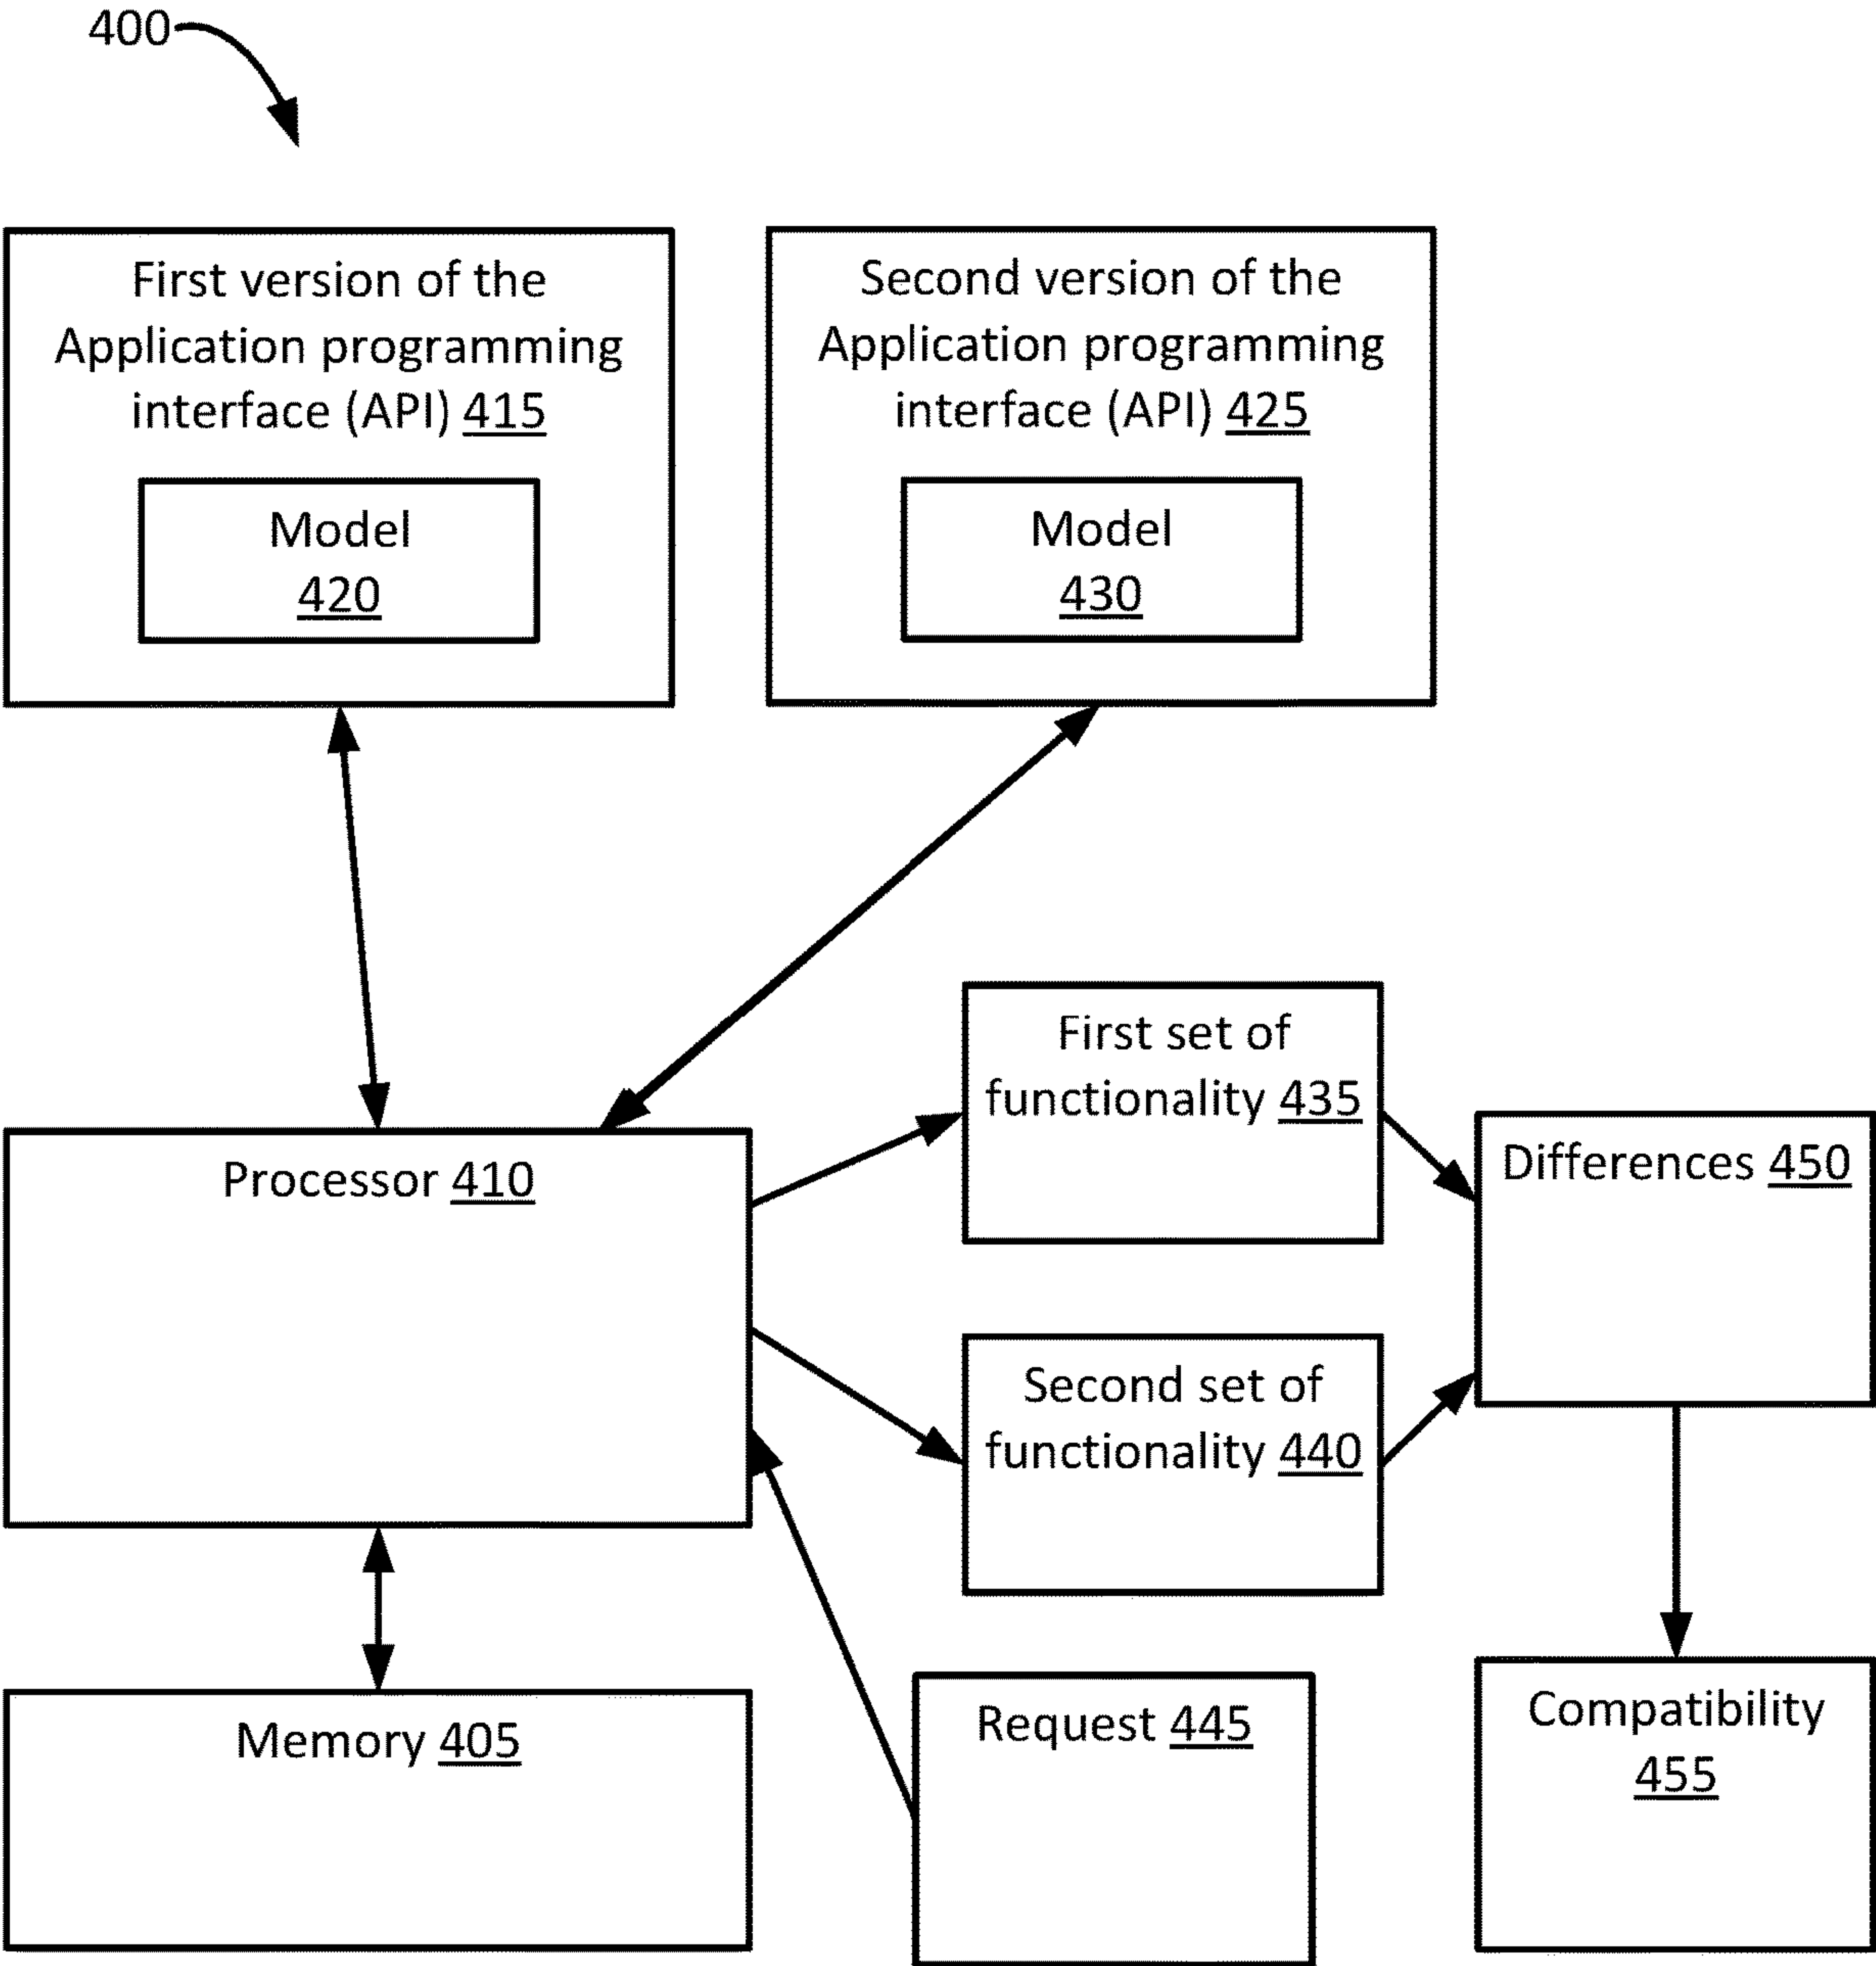 400
First version of the
Application programming
interface (API) 415
Model
420
Second version of the
Application programming
interface (API) 425
Model
430
First set of
functionality 435
Differences 450
Processor 410
Second set of
functionality 440
Request 445
Compatibility
455
Memory 405